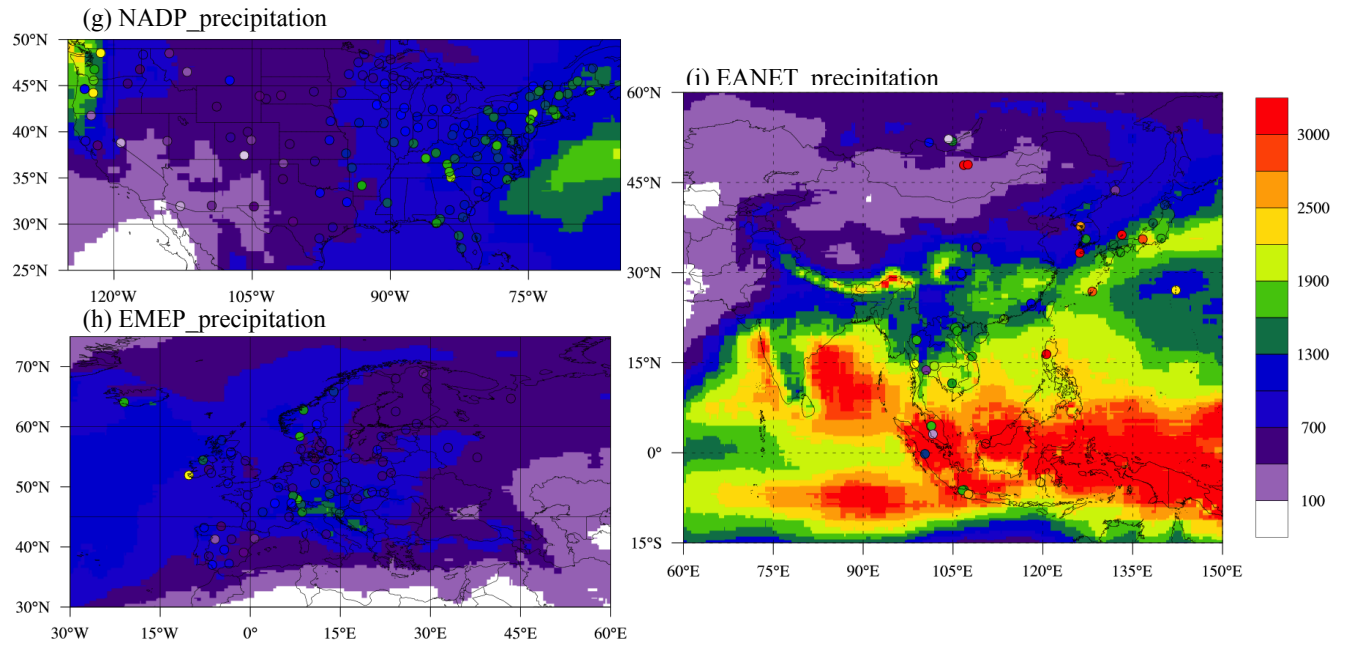 (g) NADP_precipitation
50°N
45°N
40°N
35°N
30°N
25°N
120°W 105°W 90°W 75°W
(h) EMEP_precipitation
70°N
60°N
50°N
40°N
30°N
30°W 15°W 0° 15°E 30°E 45°E 60°E
(i) EANET_precipitation
60°N
45°N
30°N
15°N
0°
15°S
60°E 75°E 90°E 105°E 120°E 135°E 150°E
3000
2500
1900
1300
700
100